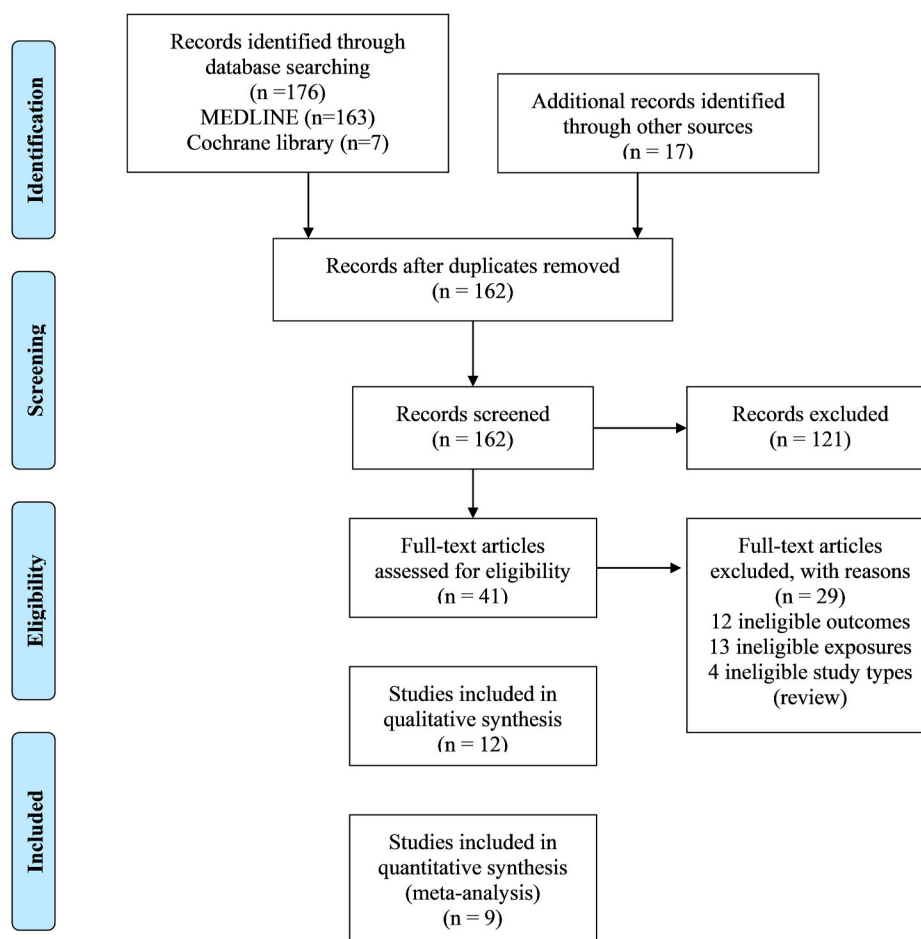 Identification
Records identified through
database searching
(n =176)
MEDLINE (n=163)
Cochrane library (n=7)
Additional records identified
through other sources
(n = 17)
Records after duplicates removed
(n = 162)
Screening
Records screened
(n = 162)
Records excluded
(n = 121)
Eligibility
Full-text articles
assessed for eligibility
(n = 41)
Full-text articles
excluded, with reasons
(n = 29)
12 ineligible outcomes
13 ineligible exposures
4 ineligible study types
(review)
Studies included in
qualitative synthesis
(n = 12)
Included
Studies included in
quantitative synthesis
(meta-analysis)
(n = 9)